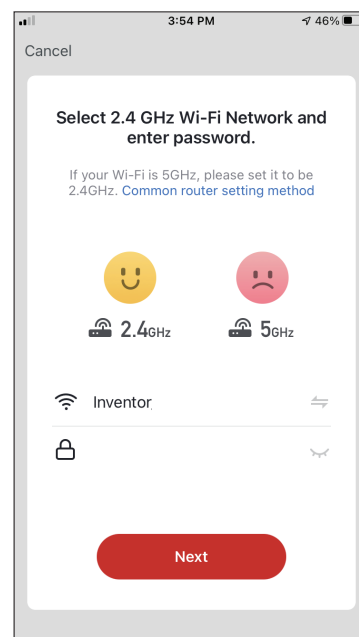 3:54 PM
46%
Cancel
Select 2.4 GHz Wi-Fi Network and
enter password.
If your Wi-Fi is 5GHz, please set it to be
2.4GHz. Common router setting method
2.4GHz
5GHz
Inventor
Next